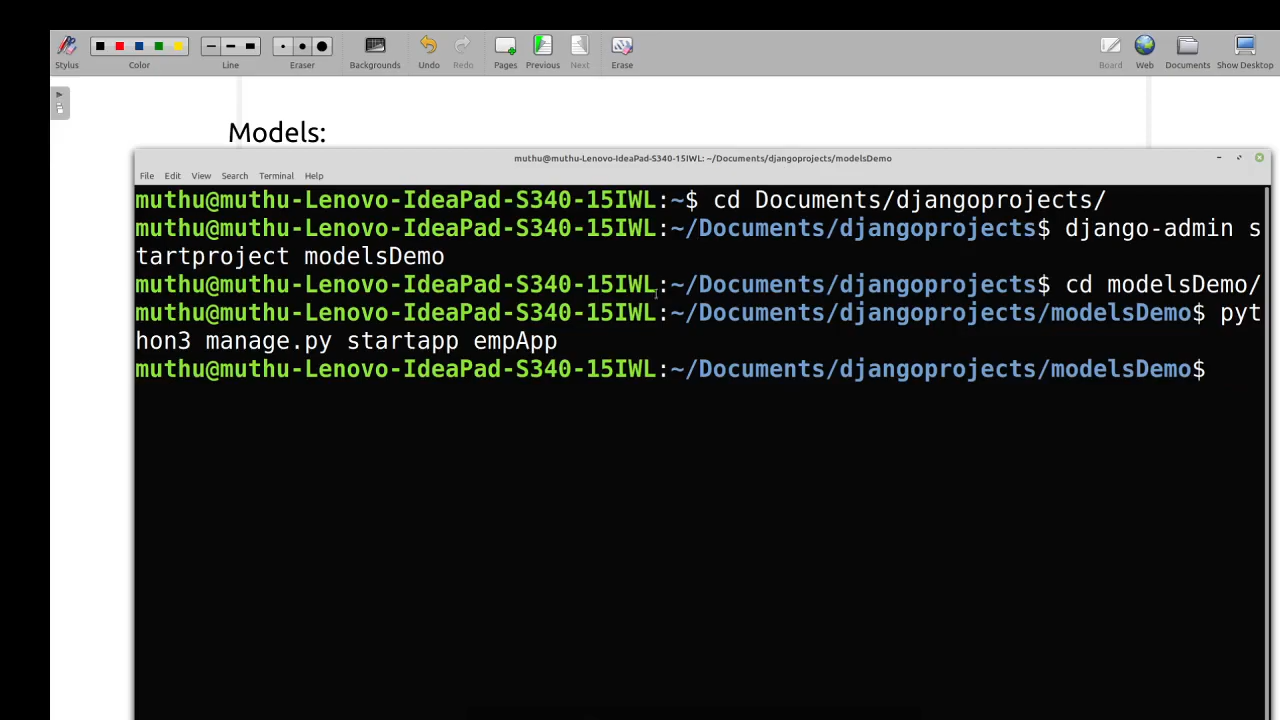 Stylus Color Line Eraser Backgrounds Undo Redo Pages Previous Next Erase Board Web Documents Show Desktop
Models:
muthu@muthu-Lenovo-IdeaPad-S340-15IWL: ~/Documents/djangoprojects/modelsDemo
File Edit View Search Terminal Help
muthu@muthu-Lenovo-IdeaPad-S340-15IWL:~$ cd Documents/djangoprojects/
muthu@muthu-Lenovo-IdeaPad-S340-15IWL:~/Documents/djangoprojects$ django-admin s
tartproject modelsDemo
muthu@muthu-Lenovo-IdeaPad-S340-15IWL:~/Documents/djangoprojects$ cd modelsDemo/
muthu@muthu-Lenovo-IdeaPad-S340-15IWL:~/Documents/djangoprojects/modelsDemo$ pyt
hon3 manage.py startapp empApp
muthu@muthu-Lenovo-IdeaPad-S340-15IWL:~/Documents/djangoprojects/modelsDemo$